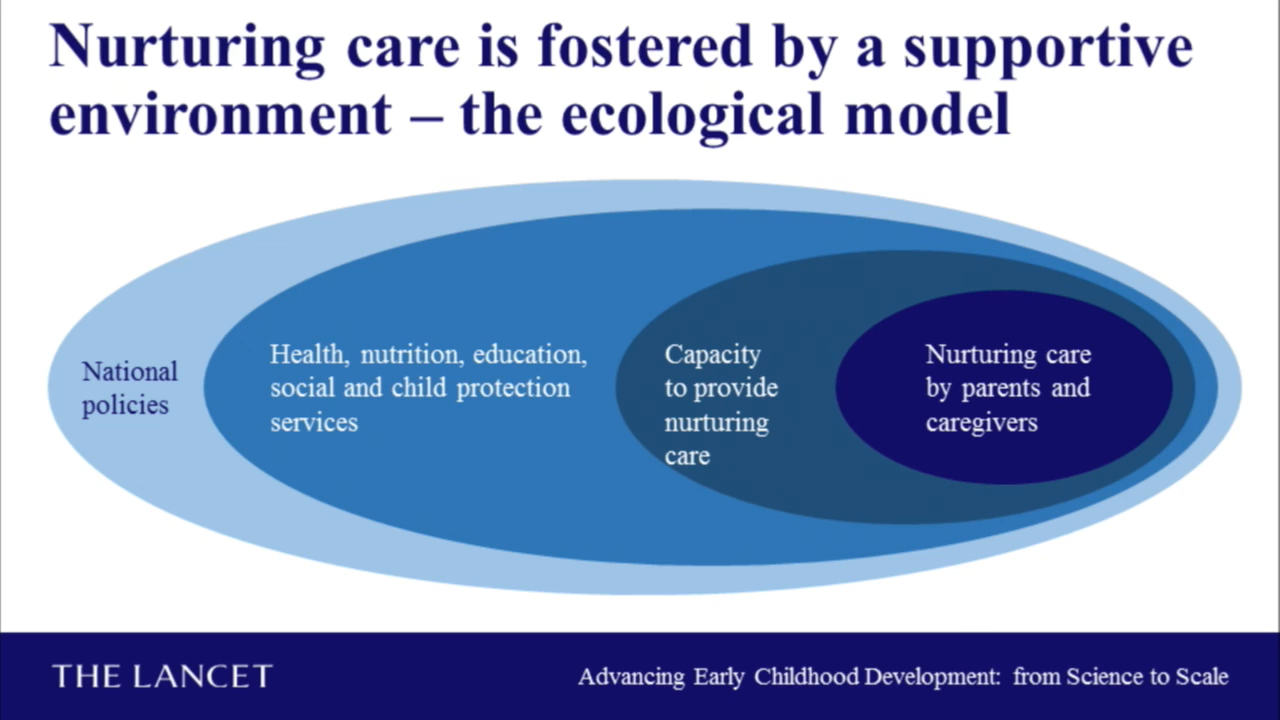 Nurturing care is fostered by a supportive
environment – the ecological model
National
policies
Health, nutrition, education,
social and child protection
services
Capacity
to provide
nurturing
care
Nurturing care
by parents and
caregivers
THE LANCET
Advancing Early Childhood Development: from Science to Scale